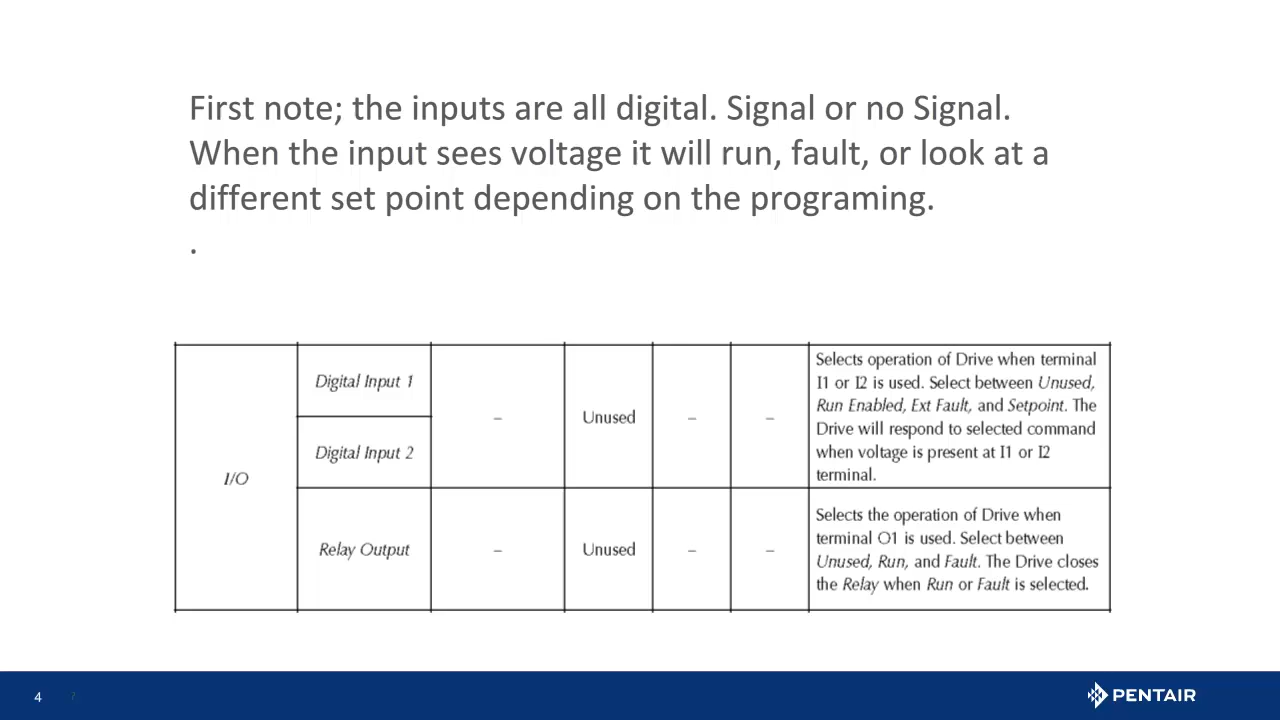 First note; the inputs are all digital. Signal or no Signal.
When the input sees voltage it will run, fault, or look at a
different set point depending on the programing.
.
I/O
Digital Input 1
Digital Input 2
–
Unused
–
–
Selects operation of Drive when terminal
I1 or I2 is used. Select between Unused,
Run Enabled, Ext Fault, and Setpoint. The
Drive will respond to selected command
when voltage is present at I1 or I2
terminal.
Relay Output
–
Unused
–
–
Selects the operation of Drive when
terminal O1 is used. Select between
Unused, Run, and Fault. The Drive closes
the Relay when Run or Fault is selected.
4
7
PENTAIR